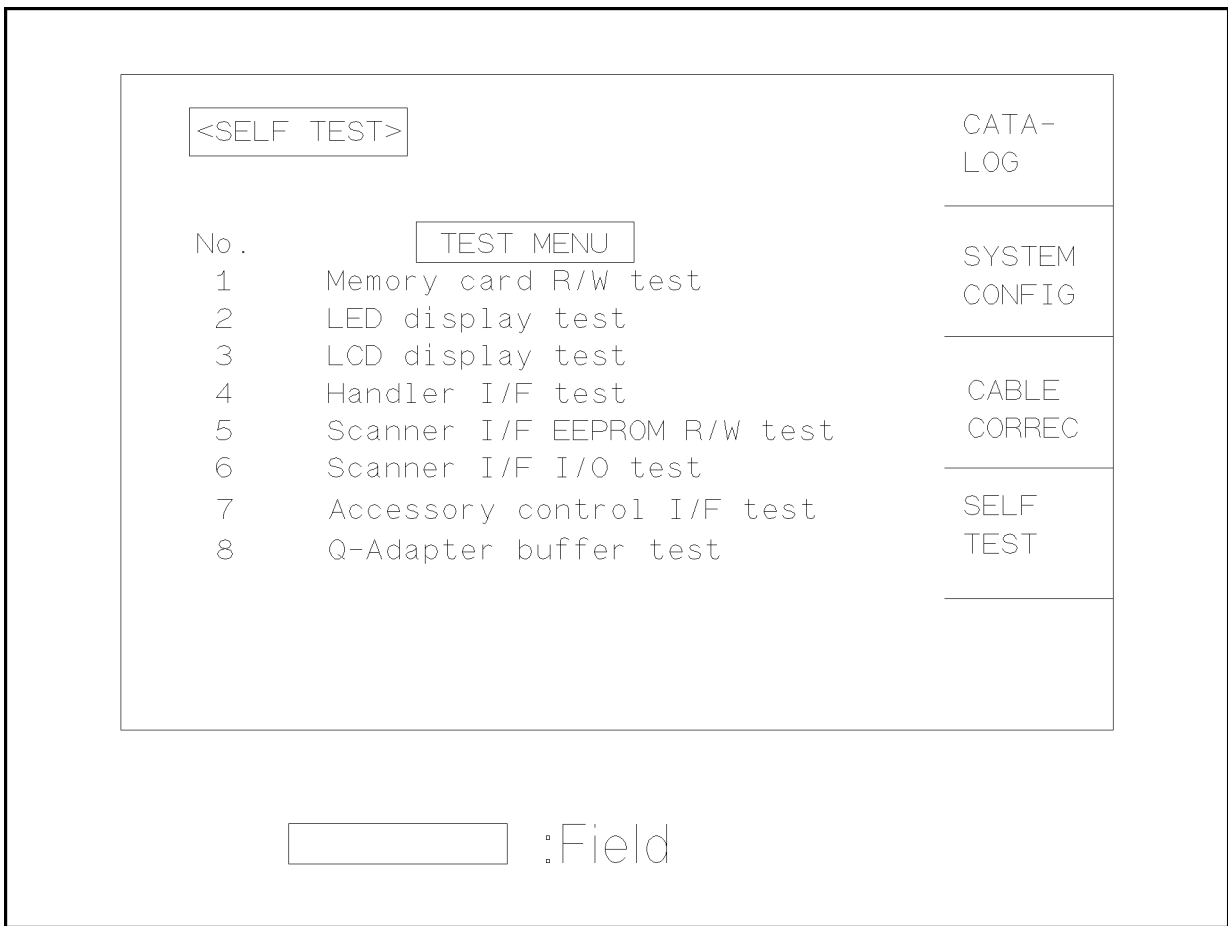 <SELF TEST>
No. TEST MENU
1 Memory card R/W test
2 LED display test
3 LCD display test
4 Handler I/F test
5 Scanner I/F EEPROM R/W test
6 Scanner I/F I/O test
7 Accessory control I/F test
8 Q-Adapter buffer test
CATA-
LOG
SYSTEM
CONFIG
CABLE
CORREC
SELF
TEST
:Field